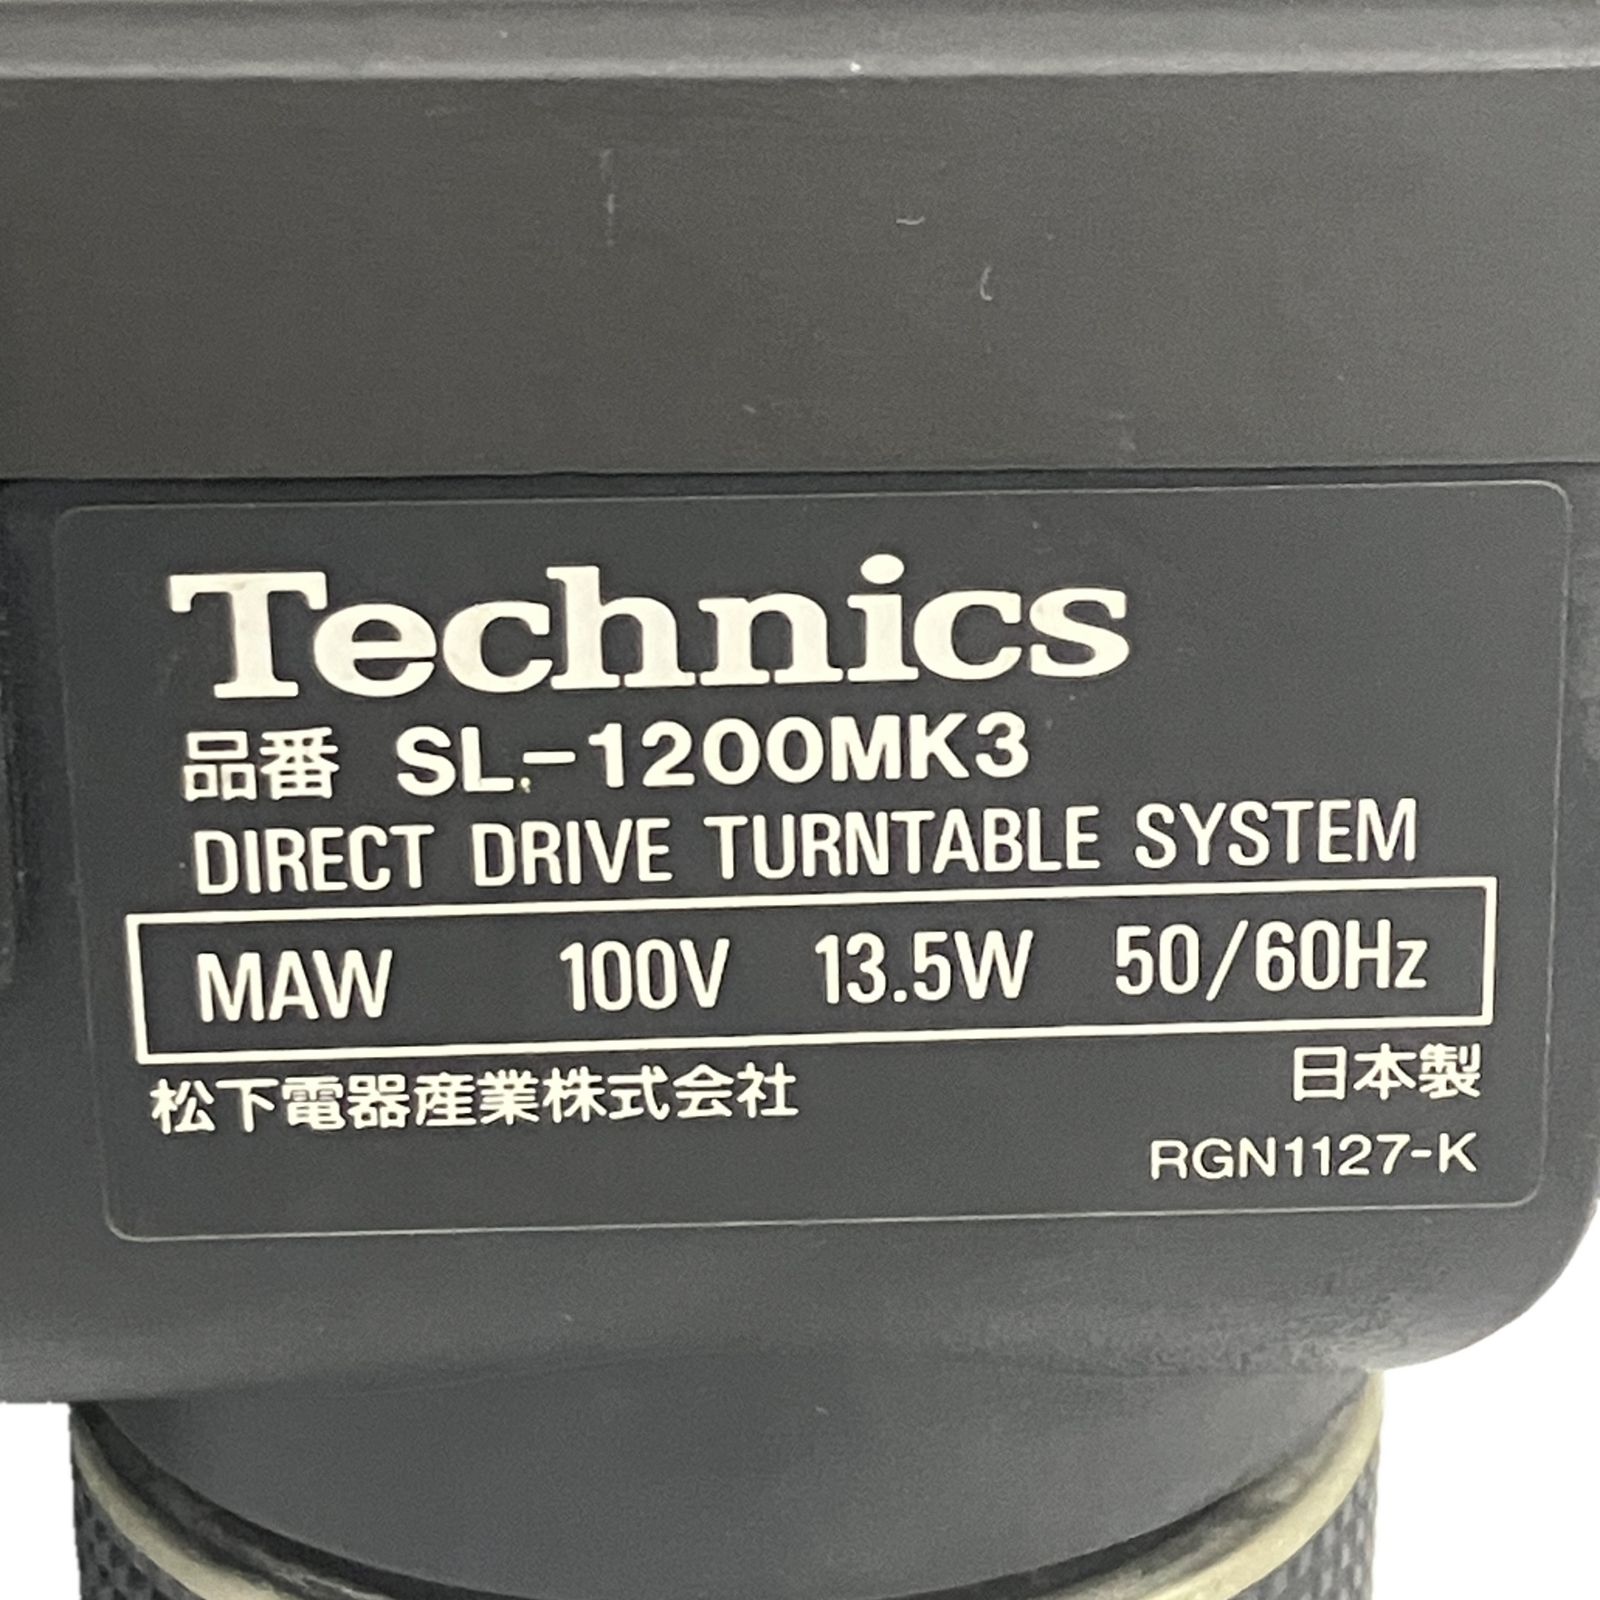 Technics
品番 SL-1200MK3
DIRECT DRIVE TURNTABLE SYSTEM
MAW 100V 13.5W 50/60Hz
松下電器産業株式会社 日本製
RGN1127-K